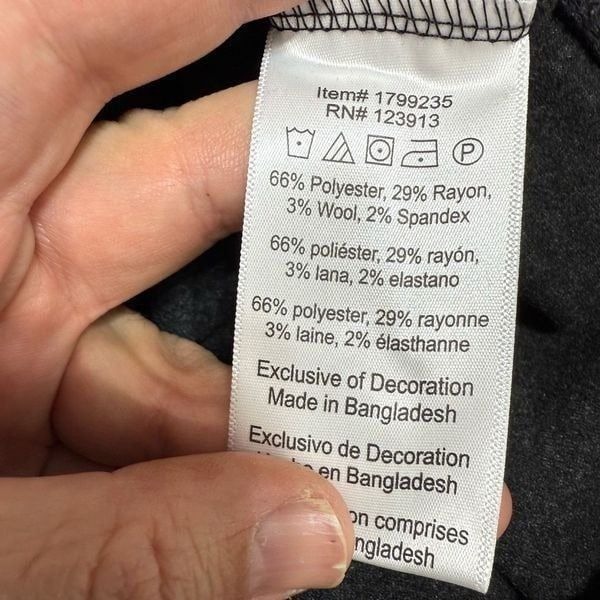 Item# 1799235
RN# 123913
P
66% Polyester, 29% Rayon,
3% Wool, 2% Spandex
66% poliéster, 29% rayón,
3% lana, 2% elastano
66% polyester, 29% rayonne
3% laine, 2% élasthanne
Exclusive of Decoration
Made in Bangladesh
Exclusivo de Decoration
en Bangladesh
comprises